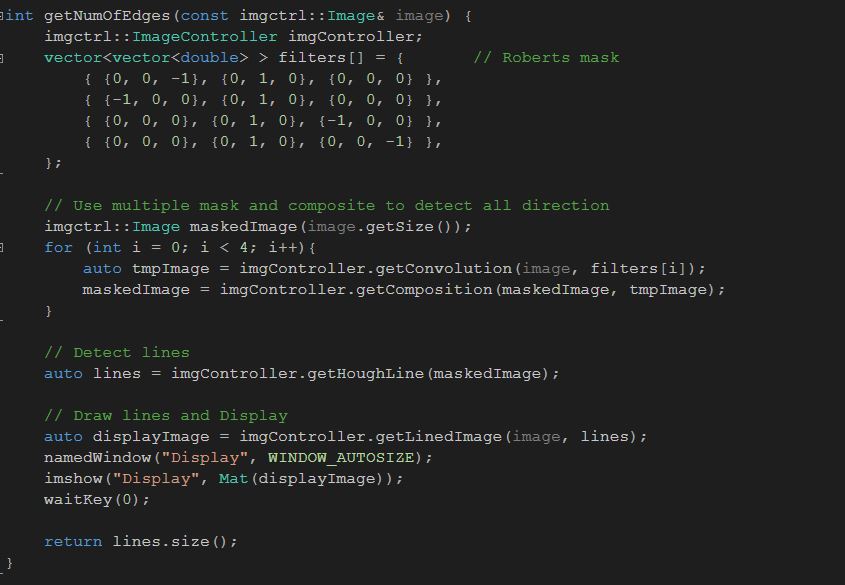 int getNumOfEdges(const imgctrl::Image& image) {
    imgctrl::ImageController imgController;
    vector<vector<double> > filters[] = {       // Roberts mask
        { {0, 0, -1}, {0, 1, 0}, {0, 0, 0} },
        { {-1, 0, 0}, {0, 1, 0}, {0, 0, 0} },
        { {0, 0, 0}, {0, 1, 0}, {-1, 0, 0} },
        { {0, 0, 0}, {0, 1, 0}, {0, 0, -1} },
    };

    // Use multiple mask and composite to detect all direction
    imgctrl::Image maskedImage(image.getSize());
    for (int i = 0; i < 4; i++){
        auto tmpImage = imgController.getConvolution(image, filters[i]);
        maskedImage = imgController.getComposition(maskedImage, tmpImage);
    }

    // Detect lines
    auto lines = imgController.getHoughLine(maskedImage);

    // Draw lines and Display
    auto displayImage = imgController.getLinedImage(image, lines);
    namedWindow("Display", WINDOW_AUTOSIZE);
    imshow("Display", Mat(displayImage));
    waitKey(0);

    return lines.size();
}